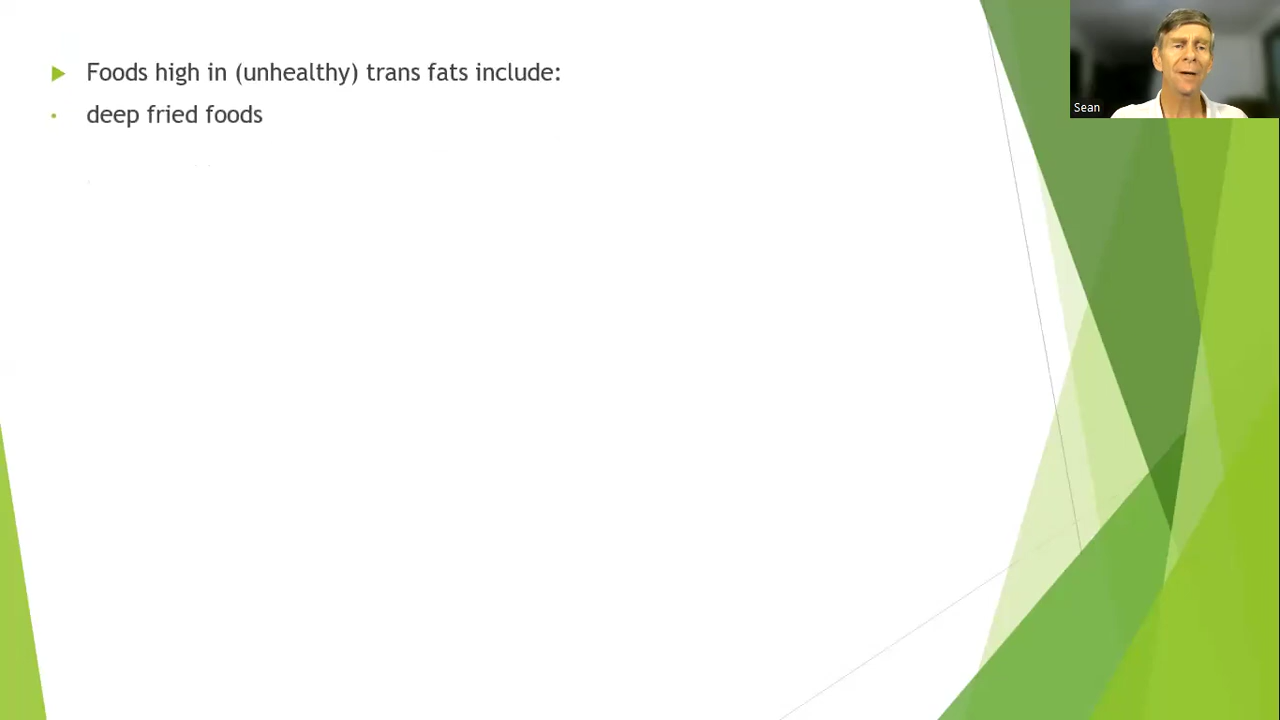 Foods high in (unhealthy) trans fats include:
deep fried foods
Sean